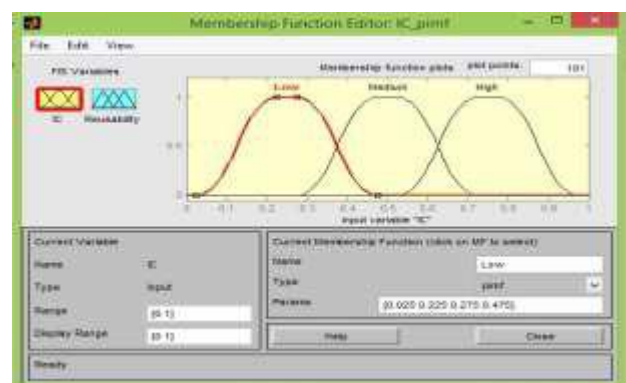 Membership Function Editor: IC_pimf
File Edit View
FIS Variables
Membership function plots plot points: 101
IC Reusability
Low Medium High
1
0.5
0
0 0.1 0.2 0.3 0.4 0.5 0.6 0.7 0.8 0.9 1
input variable "IC"
Current Variable
Name IC
Type input
Range [0 1]
Display Range [0 1]
Current Membership Function (click on MF to select)
Name Low
Type pimf
Params [0.025 0.225 0.275 0.475]
Help Close
Ready